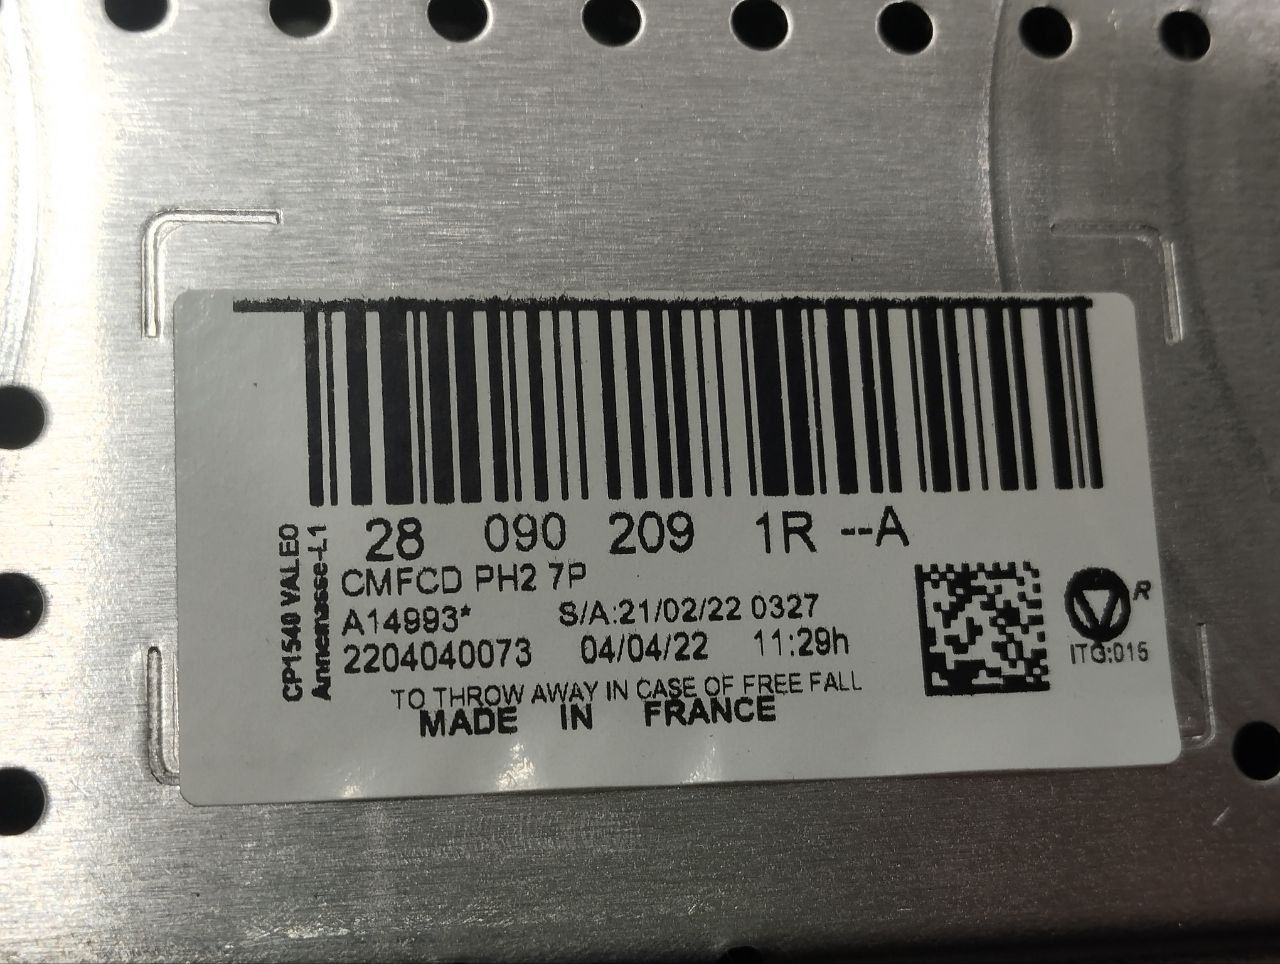 28 090 209 1R --A
CMFCD PH2 7P
A14993* S/A:21/02/22 0327
2204040073 04/04/22 11:29h
TO THROW AWAY IN CASE OF FREE FALL
MADE IN FRANCE
CP1540 VALEO
Annemasse-L1
R
ITG:015